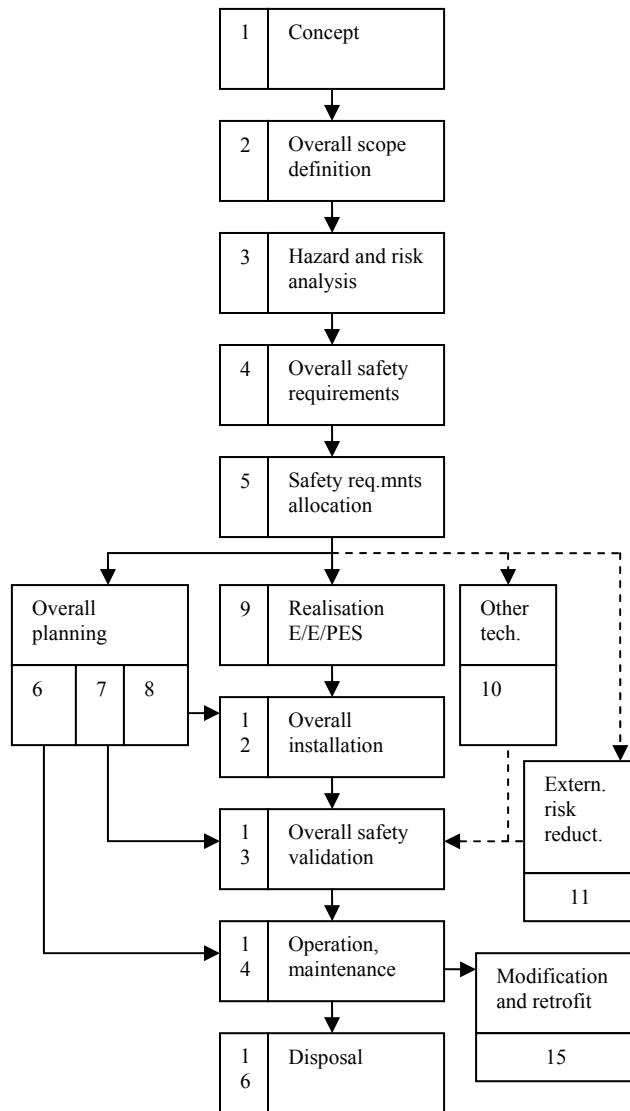 1 Concept
2 Overall scope
definition
3 Hazard and risk
analysis
4 Overall safety
requirements
5 Safety req.mnts
allocation
Overall
planning
6 7 8
9 Realisation
E/E/PES
Other
tech.
10
1 Overall
2 installation
Extern.
risk
reduct.
11
1 Overall safety
3 validation
1 Operation,
4 maintenance
Modification
and retrofit
15
1 Disposal
6